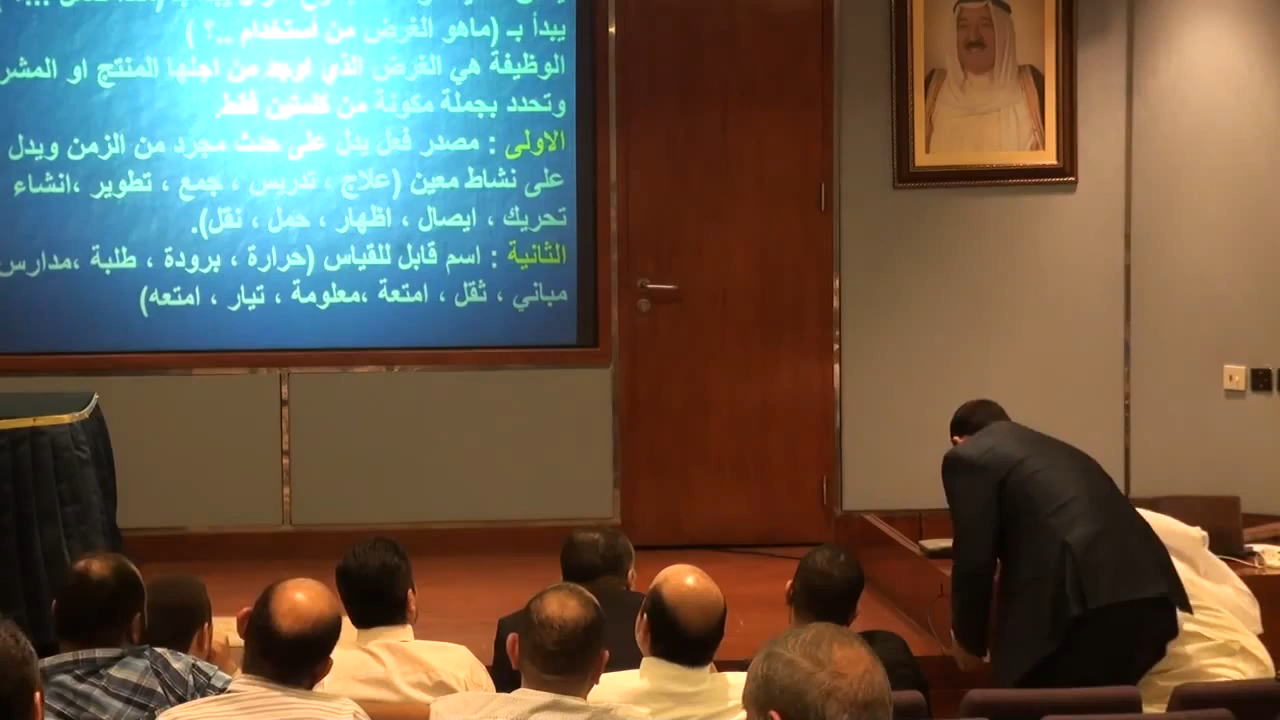 يبدأ بـ (ماهو الغرض من أستخدام ..؟ )
الوظيفة هي الغرض الذي اوجد من اجلها المنتج او
وتحدد بجملة مكونة من كلمتين فقط
الاولى : مصدر فعل يدل على حدث مجرد من الزمن ويدل
على نشاط معين (علاج ، تدريس ، جمع ، تطوير ،انشاء
تحريك ، ايصال ، اظهار ، حمل ، نقل).
الثانية : اسم قابل للقياس (حرارة ، برودة ، طلبة ،مدارس
مباني ، ثقل ، امتعة ،معلومة ، تيار ، امتعه)